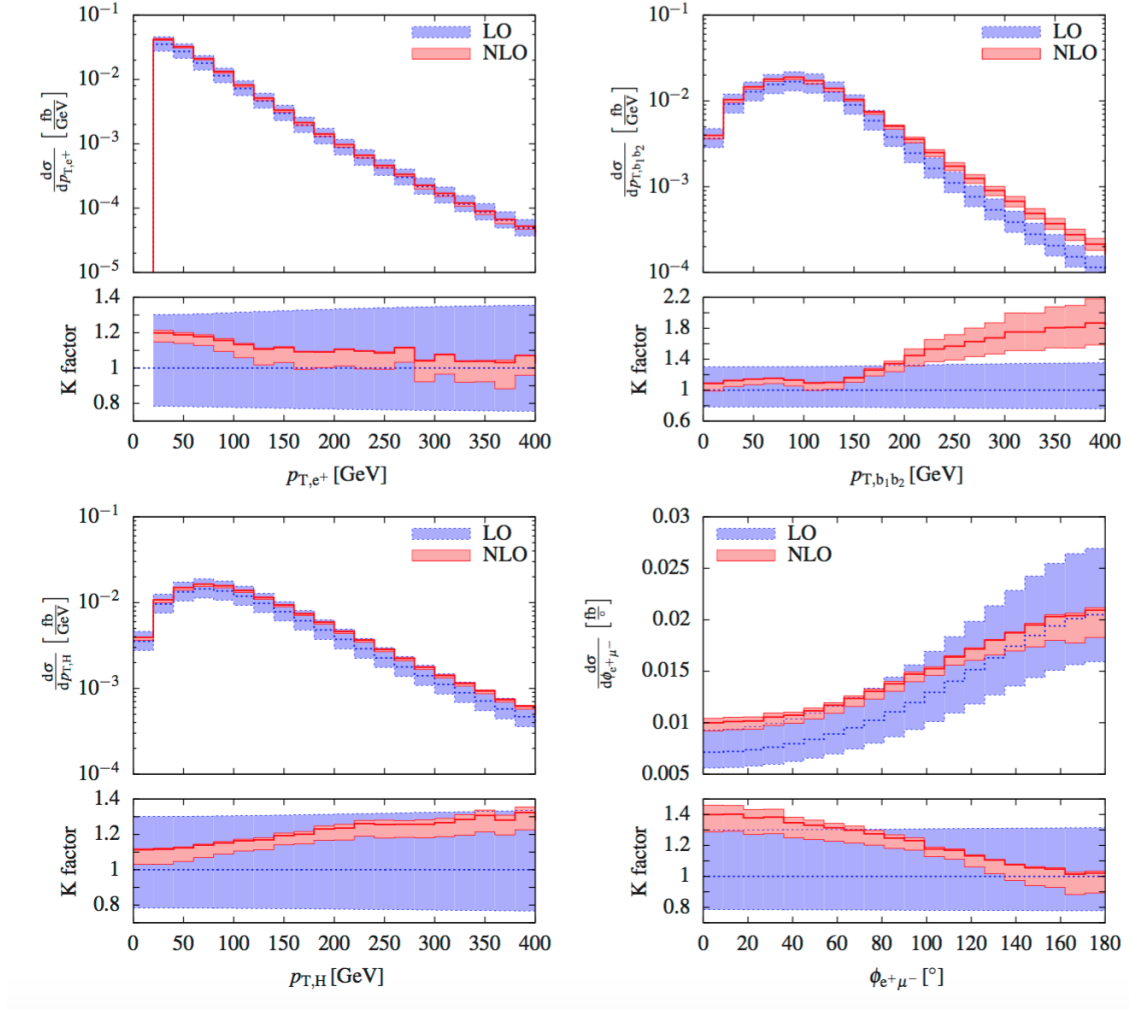 10⁻¹
10⁻²
10⁻³
10⁻⁴
10⁻⁵
dσ/dp_T,e⁺ [fb/GeV]
LO
NLO
1.4
1.2
1
0.8
K factor
0 50 100 150 200 250 300 350 400
p_T,e⁺ [GeV]
10⁻¹
10⁻²
10⁻³
10⁻⁴
dσ/dp_T,b₁b₂ [fb/GeV]
LO
NLO
2.2
1.8
1.4
1
0.6
K factor
0 50 100 150 200 250 300 350 400
p_T,b₁b₂ [GeV]
10⁻¹
10⁻²
10⁻³
10⁻⁴
dσ/dp_T,H [fb/GeV]
LO
NLO
1.4
1.2
1
0.8
K factor
0 50 100 150 200 250 300 350 400
p_T,H [GeV]
0.03
0.025
0.02
0.015
0.01
0.005
dσ/dϕ_e⁺μ⁻ [fb/°]
LO
NLO
1.4
1.2
1
0.8
K factor
0 20 40 60 80 100 120 140 160 180
ϕ_e⁺μ⁻ [°]